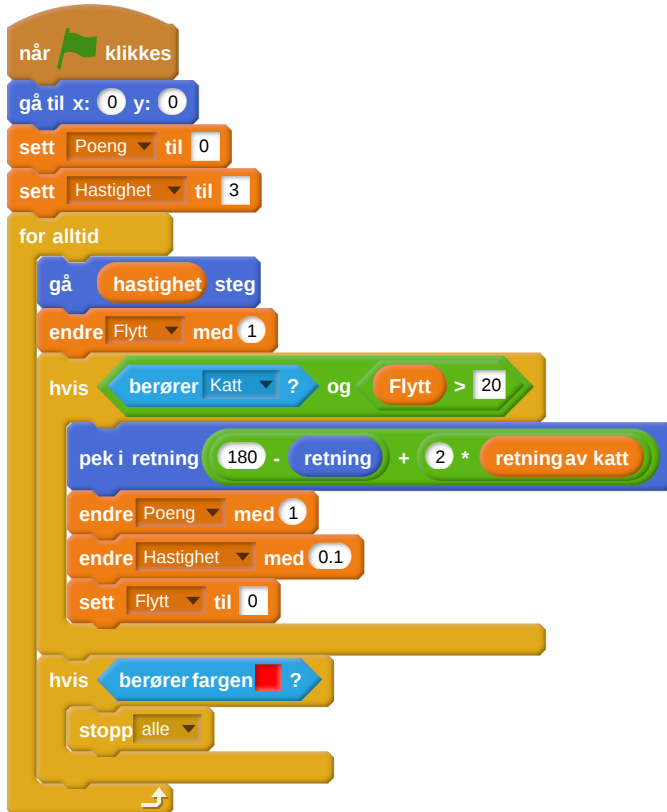 når klikkes
gå til x: 0 y: 0
sett Poeng til 0
sett Hastighet til 3
for alltid
gå hastighet steg
endre Flytt med 1
hvis berører Katt ? og Flytt > 20
pek i retning 180 - retning + 2 * retning av katt
endre Poeng med 1
endre Hastighet med 0.1
sett Flytt til 0
hvis berører fargen ?
stopp alle